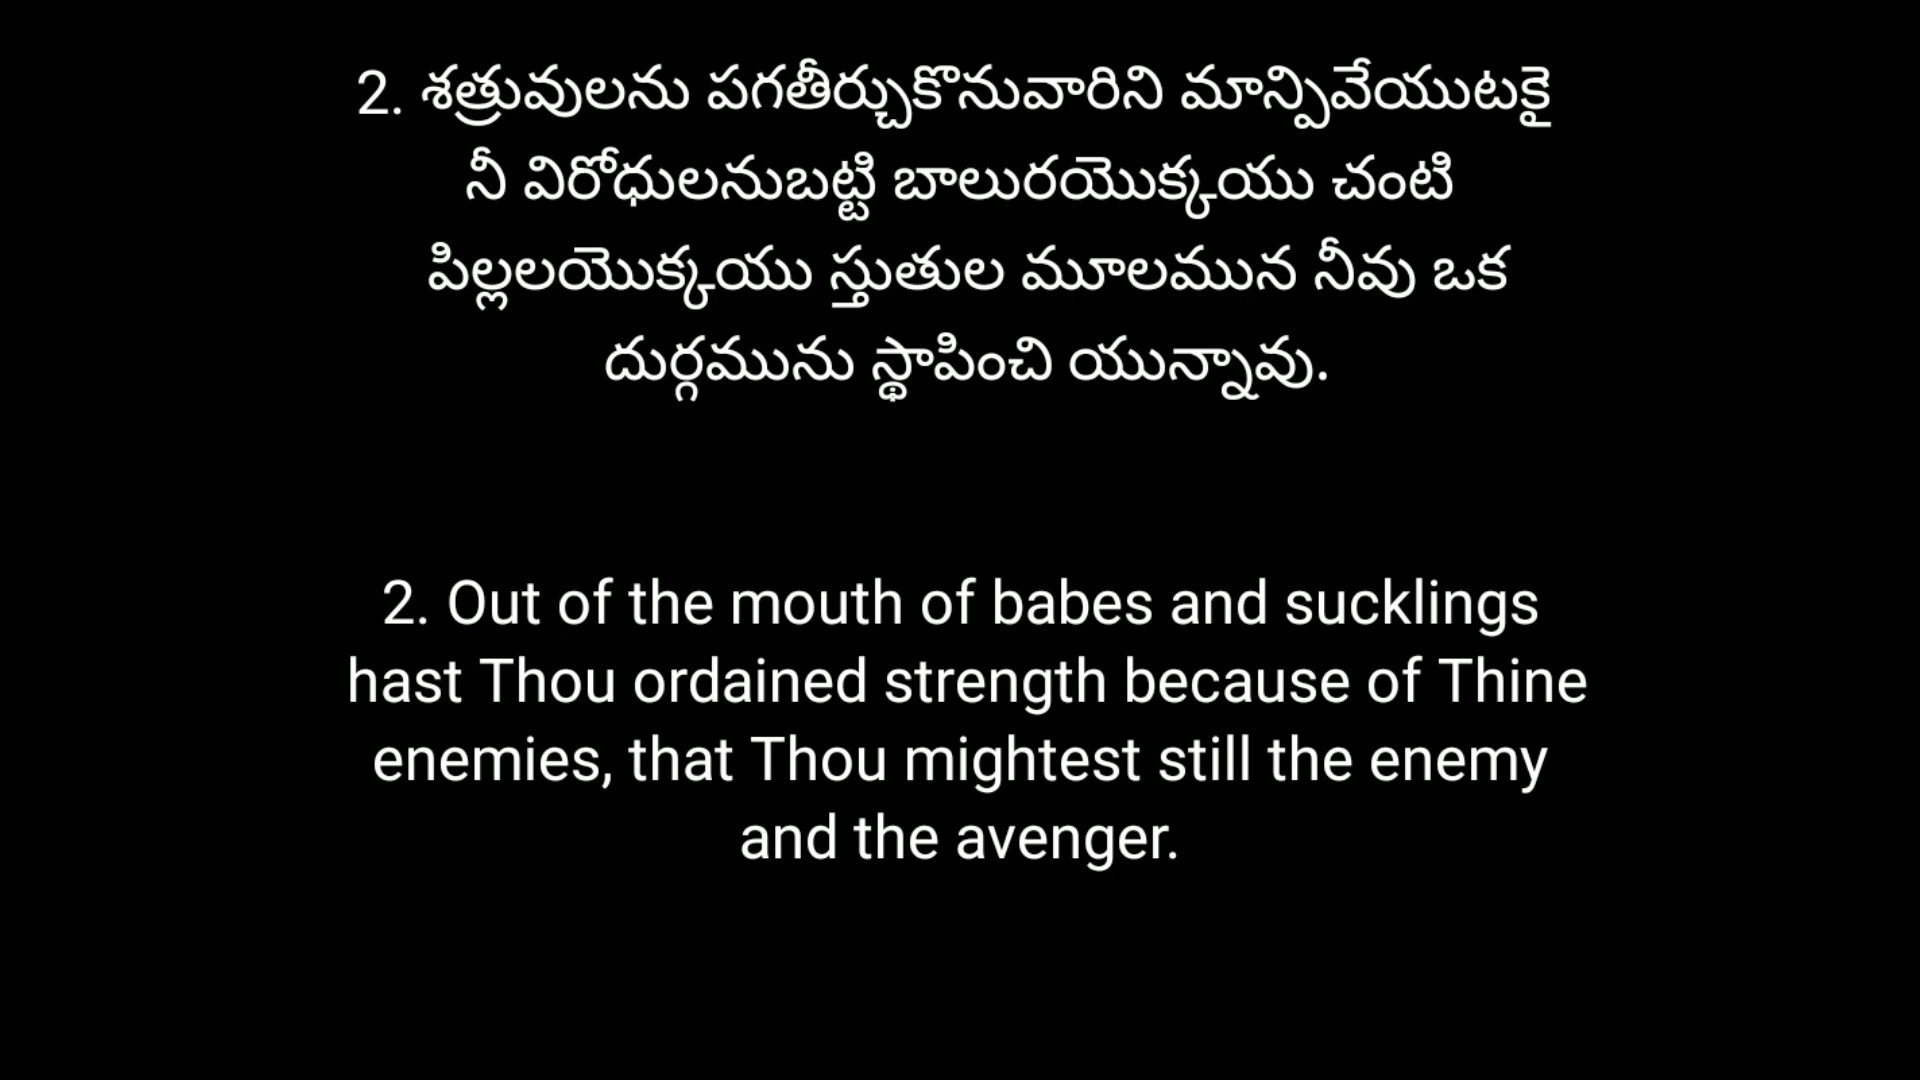 2. శత్రువులను పగతీర్చుకొనువారిని మాన్పివేయుటకై
నీ విరోధులనుబట్టి బాలురయొక్కయు చంటి
పిల్లలయొక్కయు స్తుతుల మూలమున నీవు ఒక
దుర్గమును స్థాపించి యున్నావు.
2. Out of the mouth of babes and sucklings
hast Thou ordained strength because of Thine
enemies, that Thou mightest still the enemy
and the avenger.